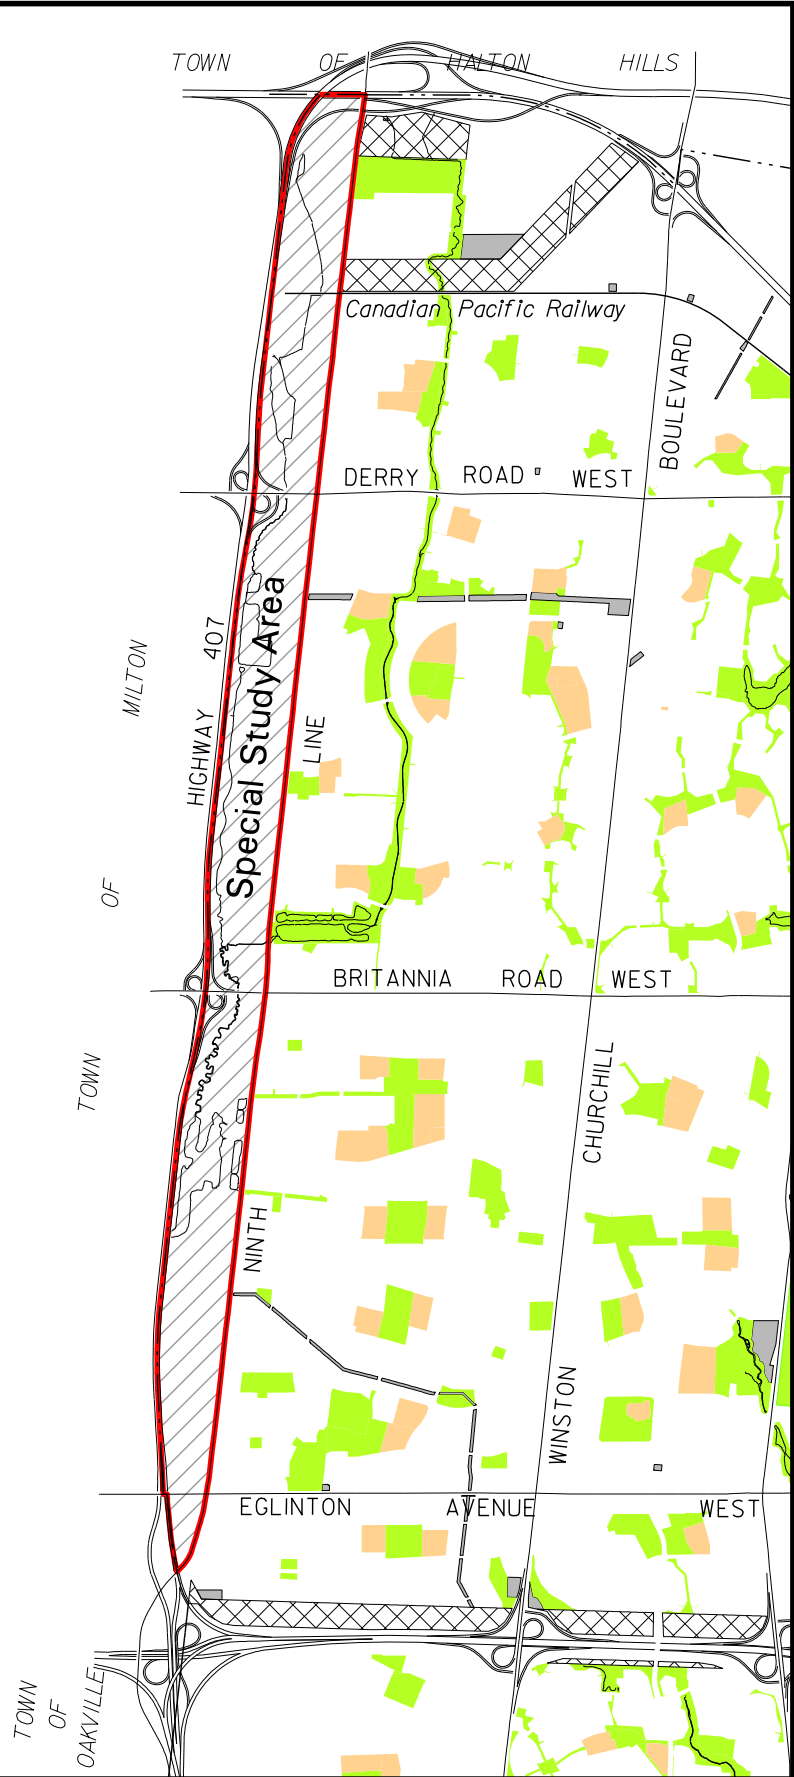 TOWN OF HALTON HILLS
Canadian Pacific Railway
BOULEVARD
DERRY ROAD WEST
HIGHWAY 407
Special Study Area
LINE
TOWN OF MILTON
BRITANNIA ROAD WEST
CHURCHILL
NINTH
WINSTON
EGLINTON AVENUE WEST
TOWN
OF
OAKVILLE